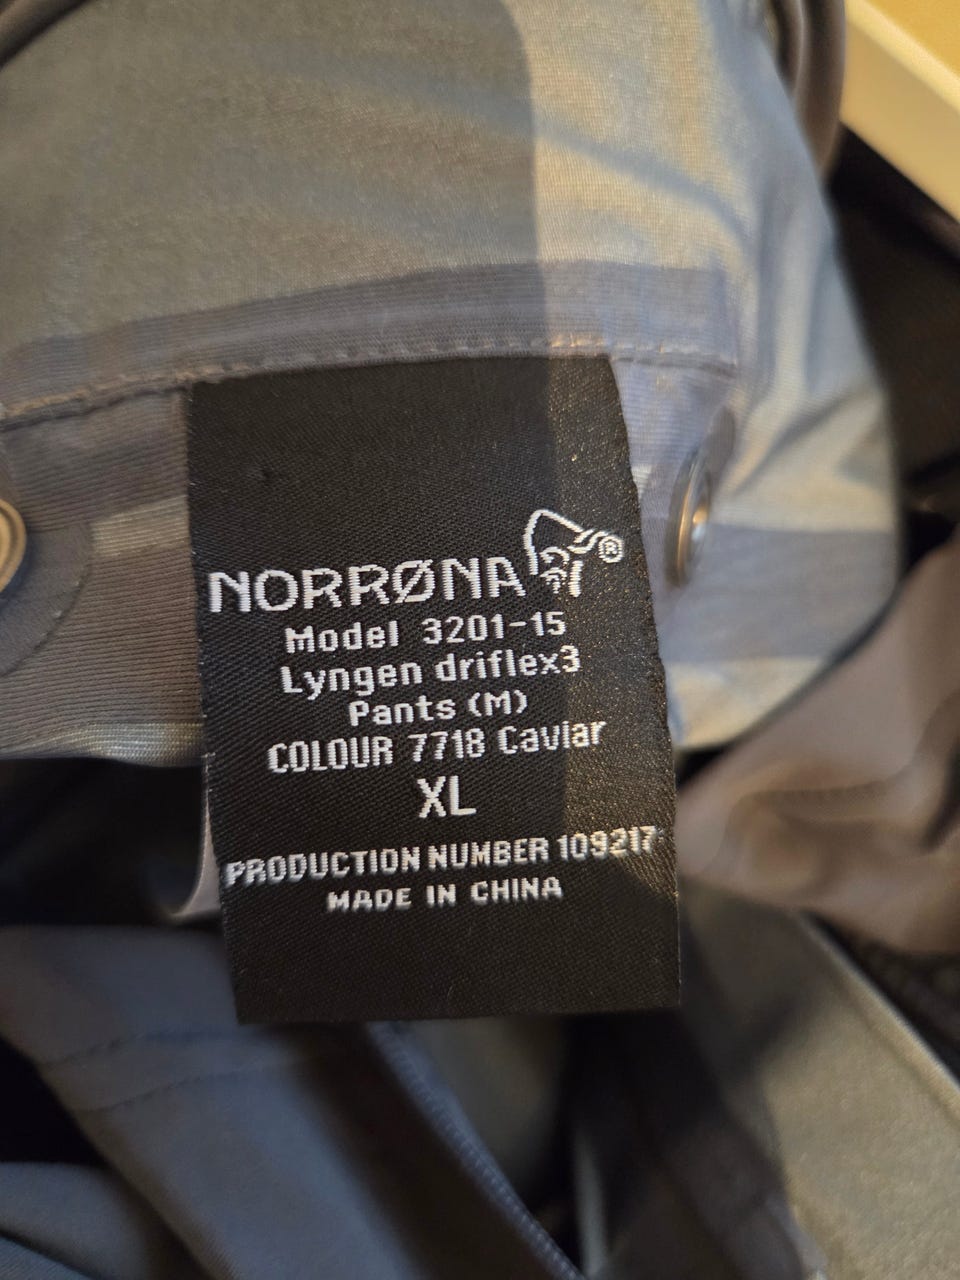 NORRØNA®
Model 3201-15
Lyngen driflex3
Pants (M)
COLOUR 7718 Caviar
XL
PRODUCTION NUMBER 109217
MADE IN CHINA